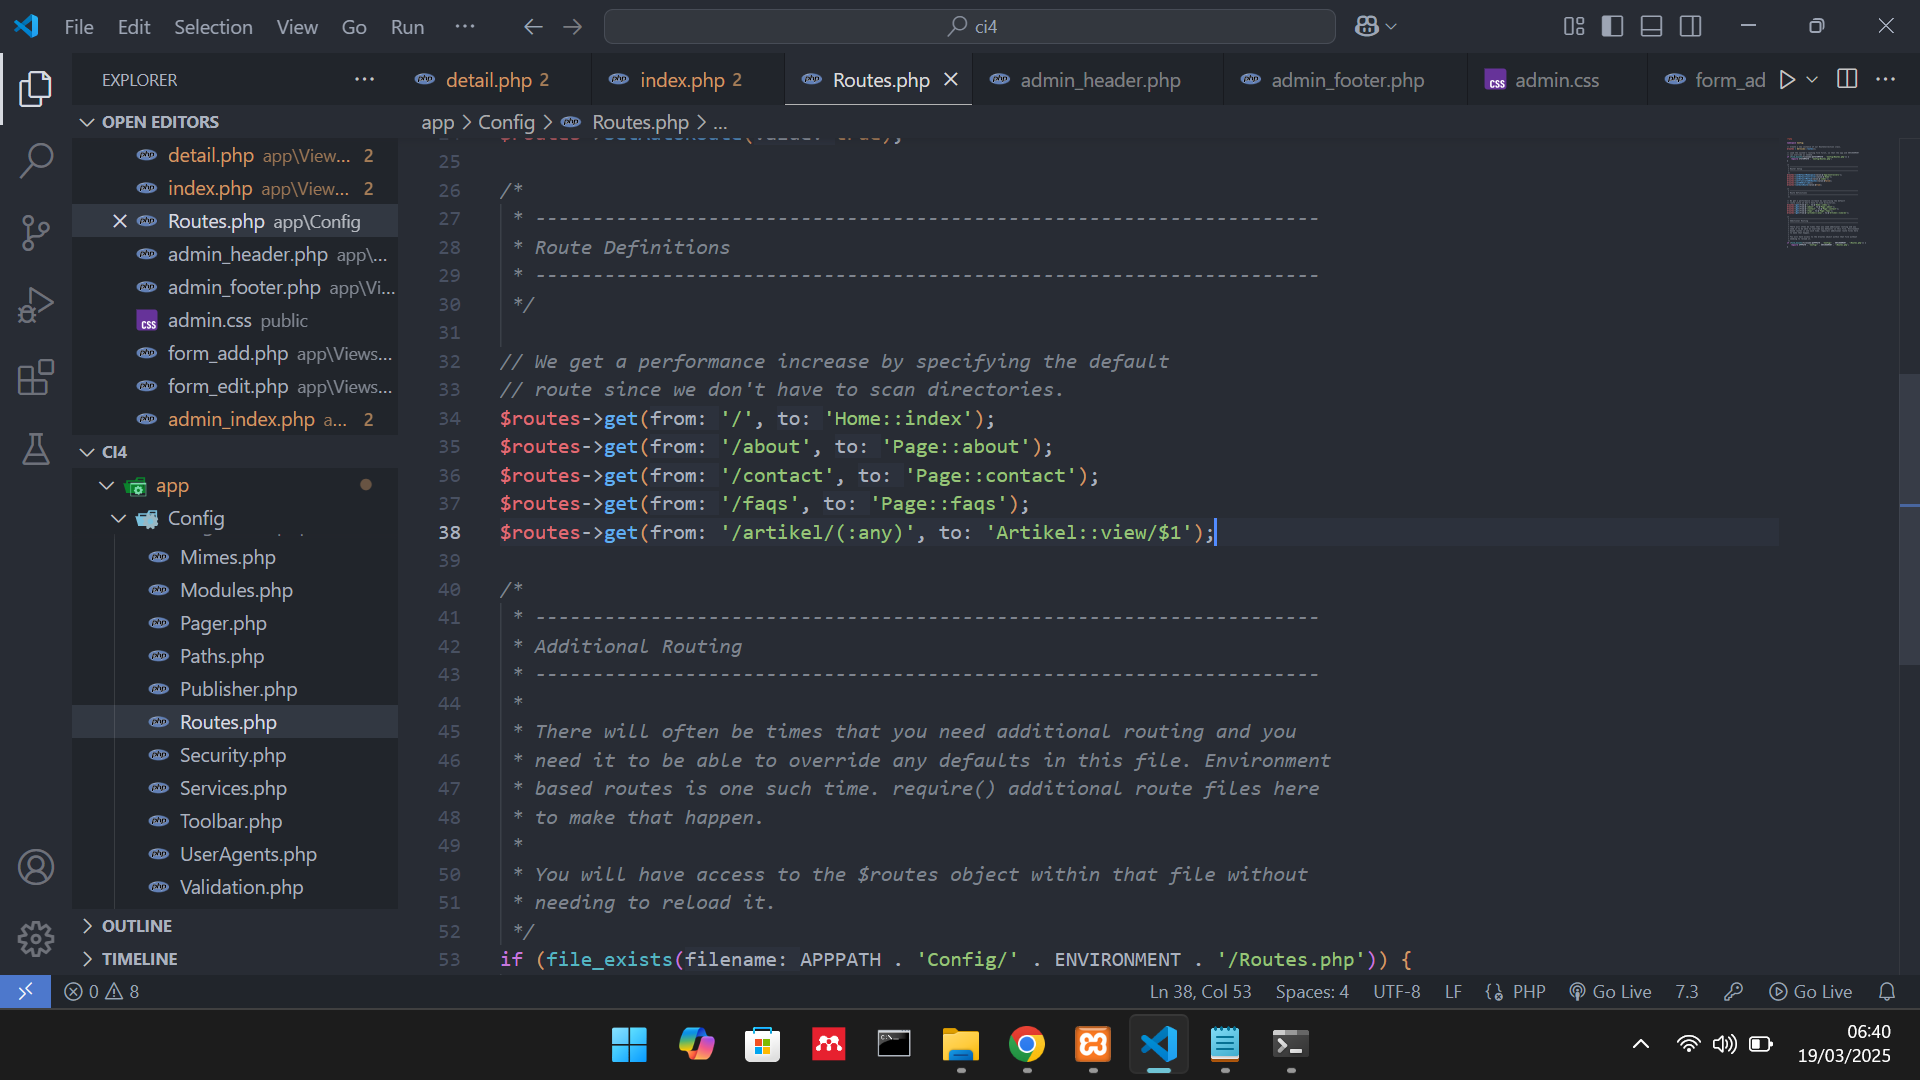 File Edit Selection View Go Run ··· ci4
EXPLORER ···
detail.php 2
index.php 2
Routes.php
admin_header.php
admin_footer.php
admin.css
form_ad
app > Config > Routes.php > ...
OPEN EDITORS
detail.php app\View... 2
index.php app\View... 2
Routes.php app\Config
admin_header.php app\...
admin_footer.php app\Vi...
admin.css public
form_add.php app\Views...
form_edit.php app\Views...
admin_index.php a... 2
CI4
app
Config
Mimes.php
Modules.php
Pager.php
Paths.php
Publisher.php
Routes.php
Security.php
Services.php
Toolbar.php
UserAgents.php
Validation.php
OUTLINE
TIMELINE
25
26 /*
27 * --------------------------------------------------------------------
28 * Route Definitions
29 * --------------------------------------------------------------------
30 */
31
32 // We get a performance increase by specifying the default
33 // route since we don't have to scan directories.
34 $routes->get(from: '/', to: 'Home::index');
35 $routes->get(from: '/about', to: 'Page::about');
36 $routes->get(from: '/contact', to: 'Page::contact');
37 $routes->get(from: '/faqs', to: 'Page::faqs');
38 $routes->get(from: '/artikel/(:any)', to: 'Artikel::view/$1');
39
40 /*
41 * --------------------------------------------------------------------
42 * Additional Routing
43 * --------------------------------------------------------------------
44 *
45 * There will often be times that you need additional routing and you
46 * need it to be able to override any defaults in this file. Environment
47 * based routes is one such time. require() additional route files here
48 * to make that happen.
49 *
50 * You will have access to the $routes object within that file without
51 * needing to reload it.
52 */
53 if (file_exists(filename: APPPATH . 'Config/' . ENVIRONMENT . '/Routes.php')) {
0 8 Ln 38, Col 53 Spaces: 4 UTF-8 LF PHP Go Live 7.3 Go Live
06:40
19/03/2025